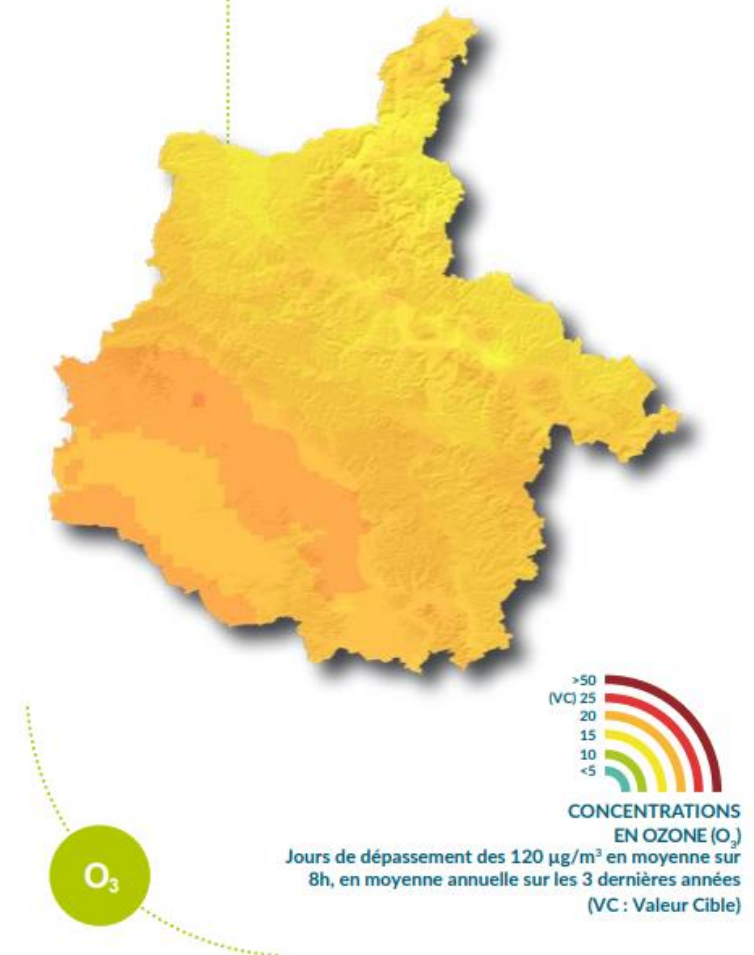 >50
(VC) 25
20
15
10
<5
CONCENTRATIONS
EN OZONE (O₃)
Jours de dépassement des 120 µg/m³ en moyenne sur
8h, en moyenne annuelle sur les 3 dernières années
(VC : Valeur Cible)
O₃